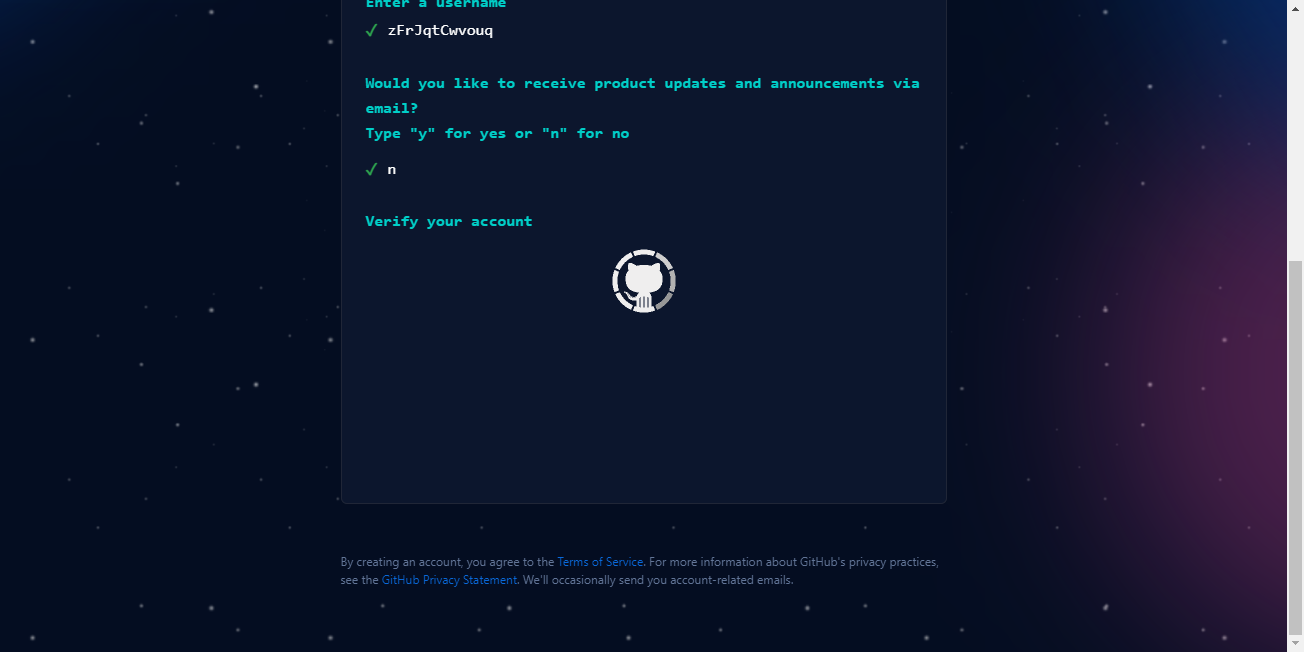 Enter a username
✓ zFrJqtCwvouq
Would you like to receive product updates and announcements via
email?
Type "y" for yes or "n" for no
✓ n
Verify your account
By creating an account, you agree to the Terms of Service. For more information about GitHub's privacy practices,
see the GitHub Privacy Statement. We'll occasionally send you account-related emails.